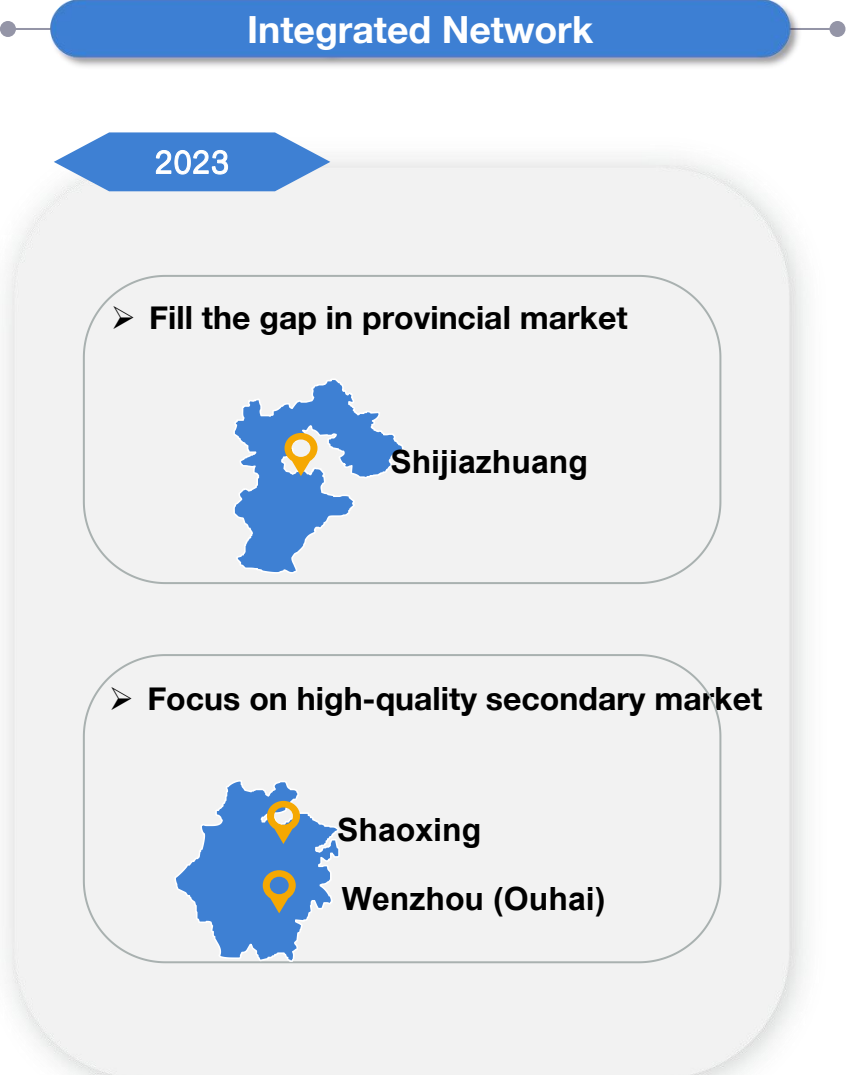 Integrated Network
2023
➢ Fill the gap in provincial market
Shijiazhuang
➢ Focus on high-quality secondary market
Shaoxing
Wenzhou (Ouhai)